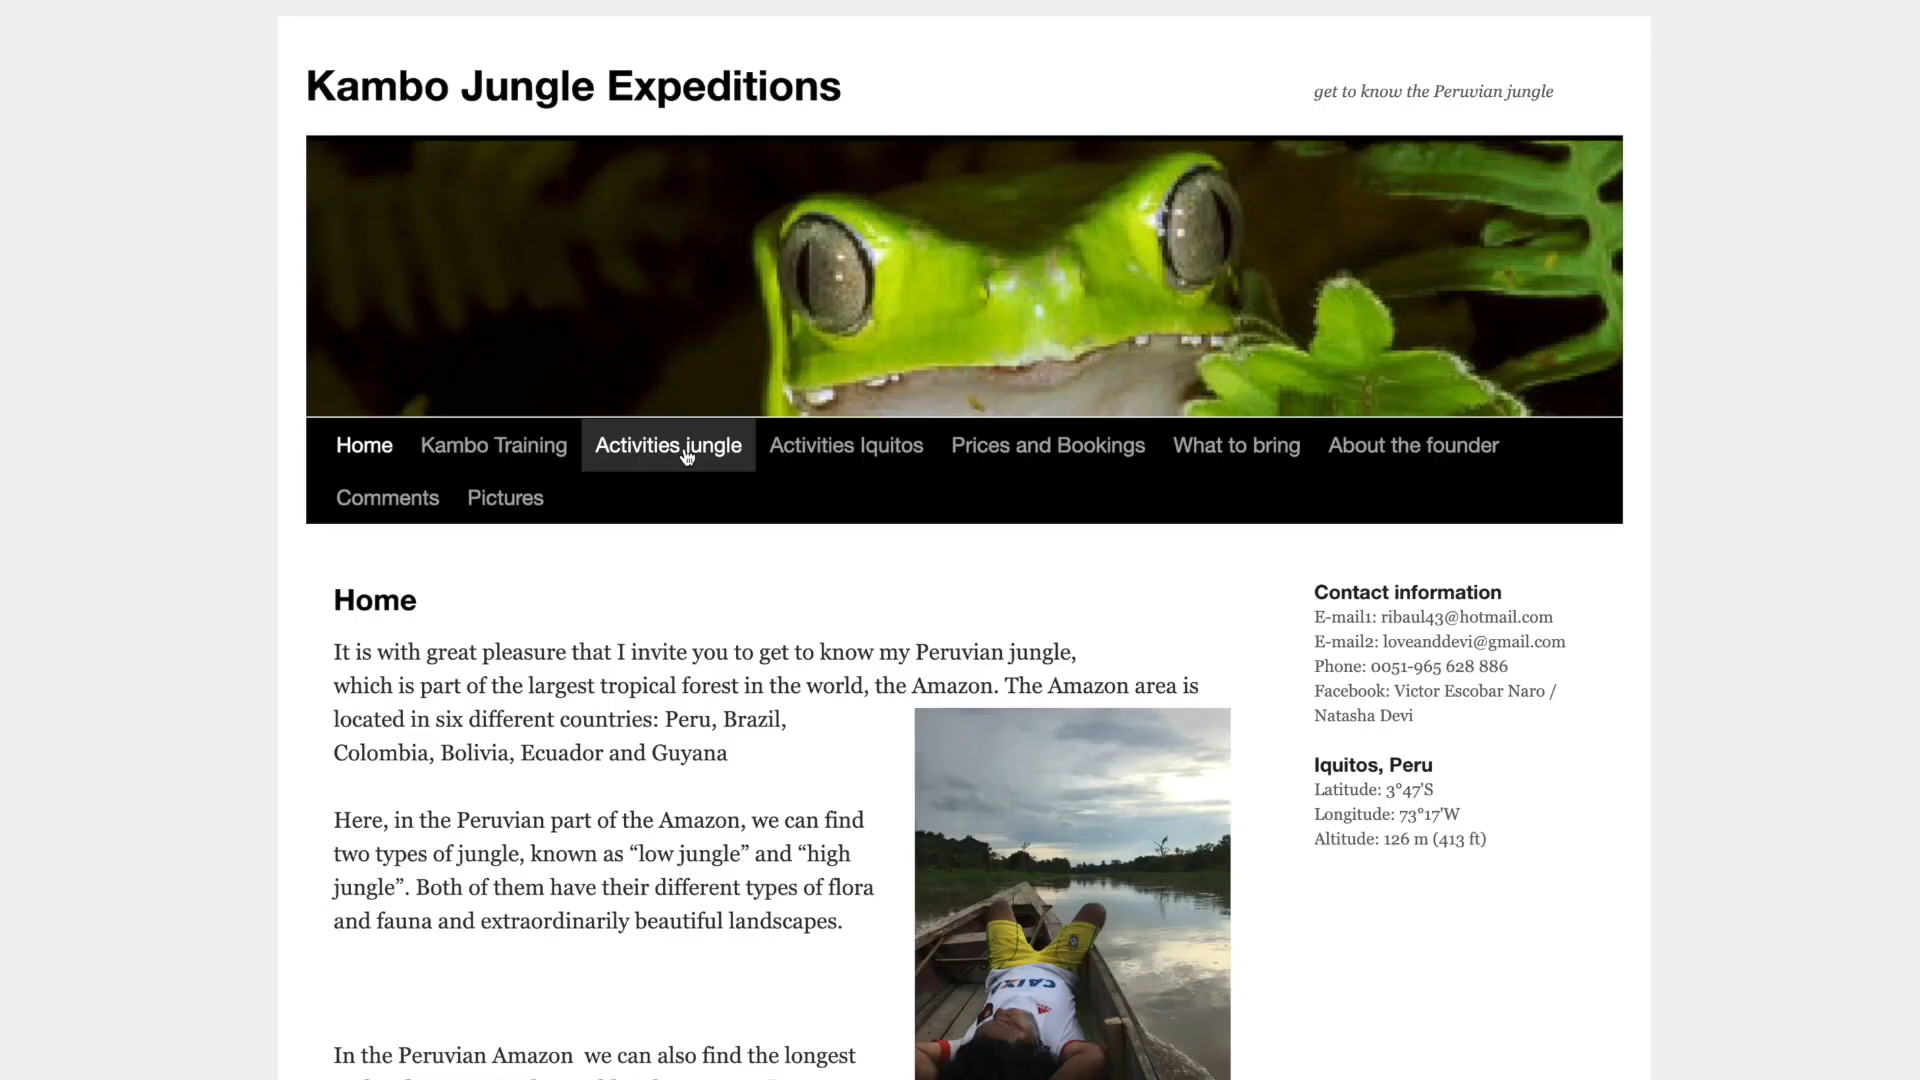 Kambo Jungle Expeditions
get to know the Peruvian jungle
Home Kambo Training Activities jungle Activities Iquitos Prices and Bookings What to bring About the founder
Comments Pictures
Home
It is with great pleasure that I invite you to get to know my Peruvian jungle,
which is part of the largest tropical forest in the world, the Amazon. The Amazon area is
located in six different countries: Peru, Brazil,
Colombia, Bolivia, Ecuador and Guyana
Here, in the Peruvian part of the Amazon, we can find
two types of jungle, known as “low jungle” and “high
jungle”. Both of them have their different types of flora
and fauna and extraordinarily beautiful landscapes.
In the Peruvian Amazon  we can also find the longest
CAIXA
Contact information
E-mail1: ribaul43@hotmail.com
E-mail2: loveanddevi@gmail.com
Phone: 0051-965 628 886
Facebook: Victor Escobar Naro /
Natasha Devi
Iquitos, Peru
Latitude: 3°47'S
Longitude: 73°17'W
Altitude: 126 m (413 ft)